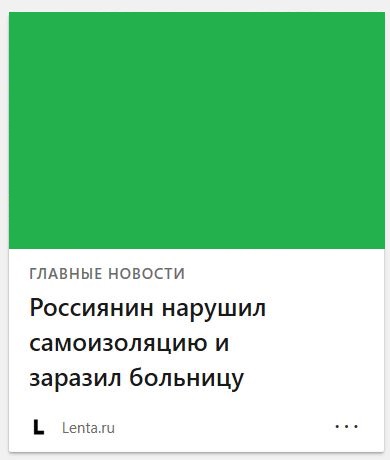 ГЛАВНЫЕ НОВОСТИ
Россиянин нарушил
самоизоляцию и
заразил больницу
L Lenta.ru